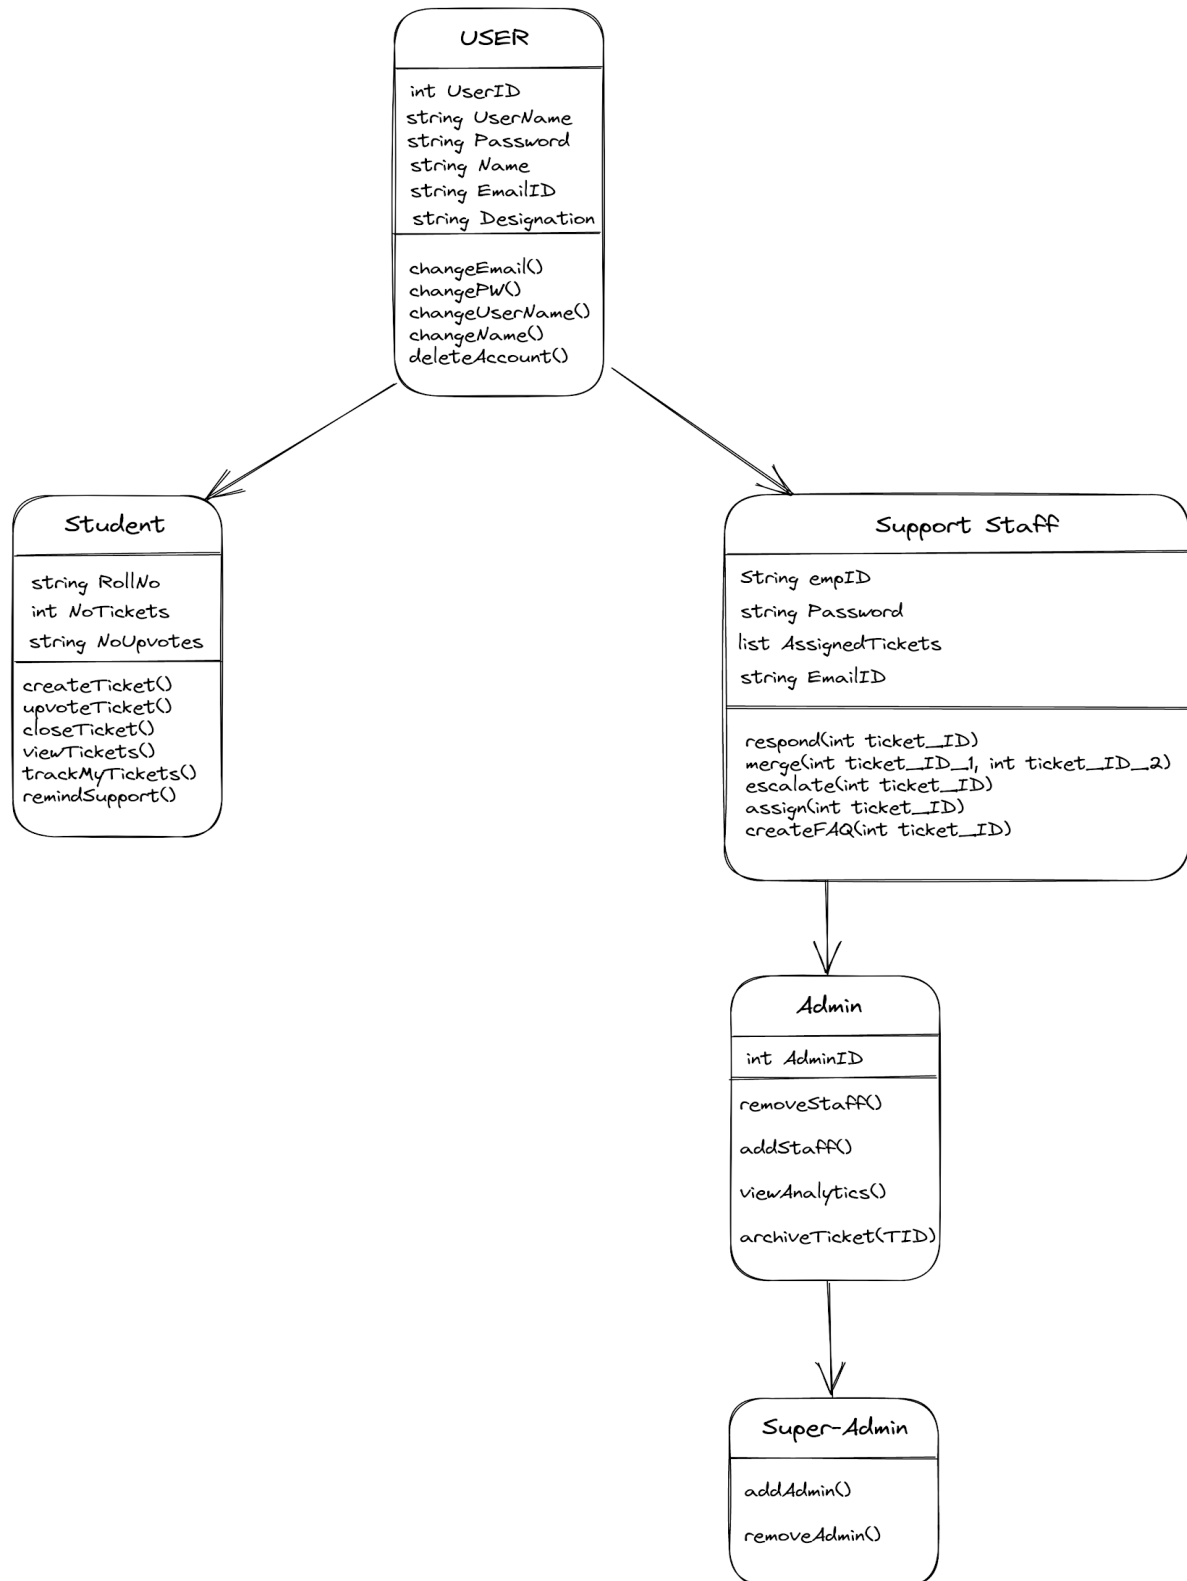 USER
int UserID
string UserName
string Password
string Name
string EmailID
string Designation
changeEmail()
changePW()
changeUserName()
changeName()
deleteAccount()
Student
string RollNo
int NoTickets
string NoUpvotes
createTicket()
upvoteTicket()
closeTicket()
viewTickets()
trackMyTickets()
remindSupport()
Support Staff
String empID
string Password
list AssignedTickets
string EmailID
respond(int ticket_ID)
merge(int ticket_ID_1, int ticket_ID_2)
escalate(int ticket_ID)
assign(int ticket_ID)
createFAQ(int ticket_ID)
Admin
int AdminID
removeStaff()
addStaff()
viewAnalytics()
archiveTicket(TID)
Super-Admin
addAdmin()
removeAdmin()